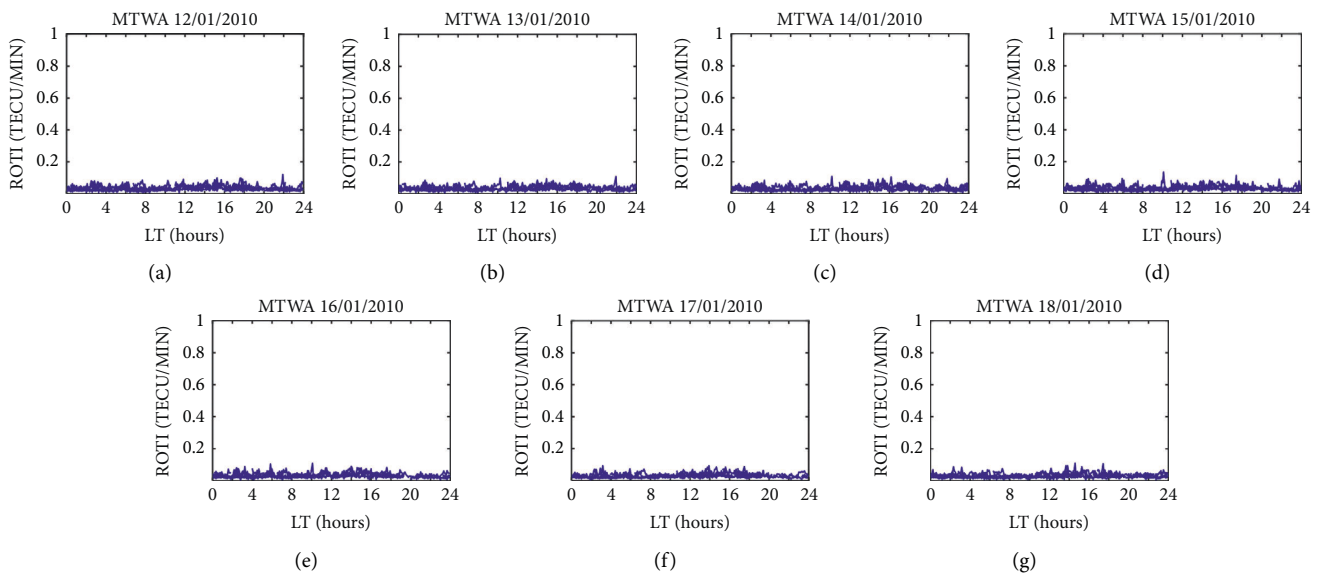 MTWA 12/01/2010 MTWA 13/01/2010 MTWA 14/01/2010 MTWA 15/01/2010
ROTI (TECU/MIN) ROTI (TECU/MIN) ROTI (TECU/MIN) ROTI (TECU/MIN)
1 1 1 1
0.8 0.8 0.8 0.8
0.6 0.6 0.6 0.6
0.4 0.4 0.4 0.4
0.2 0.2 0.2 0.2
0 4 8 12 16 20 24 0 4 8 12 16 20 24 0 4 8 12 16 20 24 0 4 8 12 16 20 24
LT (hours) LT (hours) LT (hours) LT (hours)
(a) (b) (c) (d)
MTWA 16/01/2010 MTWA 17/01/2010 MTWA 18/01/2010
ROTI (TECU/MIN) ROTI (TECU/MIN) ROTI (TECU/MIN)
1 1 1
0.8 0.8 0.8
0.6 0.6 0.6
0.4 0.4 0.4
0.2 0.2 0.2
0 4 8 12 16 20 24 0 4 8 12 16 20 24 0 4 8 12 16 20 24
LT (hours) LT (hours) LT (hours)
(e) (f) (g)